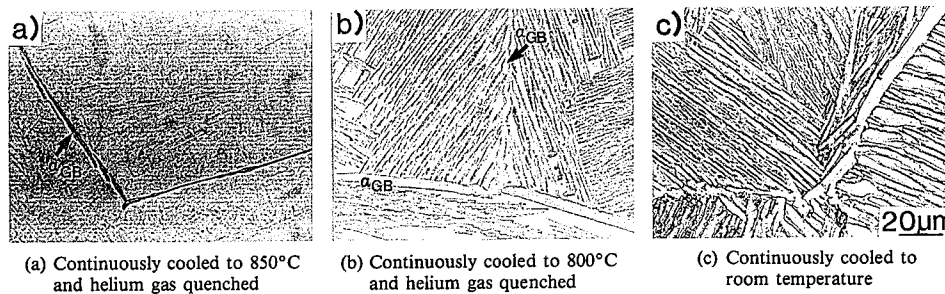 a)
GB
b)
αGB
αGB
c)
20μm
(a) Continuously cooled to 850°C
and helium gas quenched
(b) Continuously cooled to 800°C
and helium gas quenched
(c) Continuously cooled to
room temperature